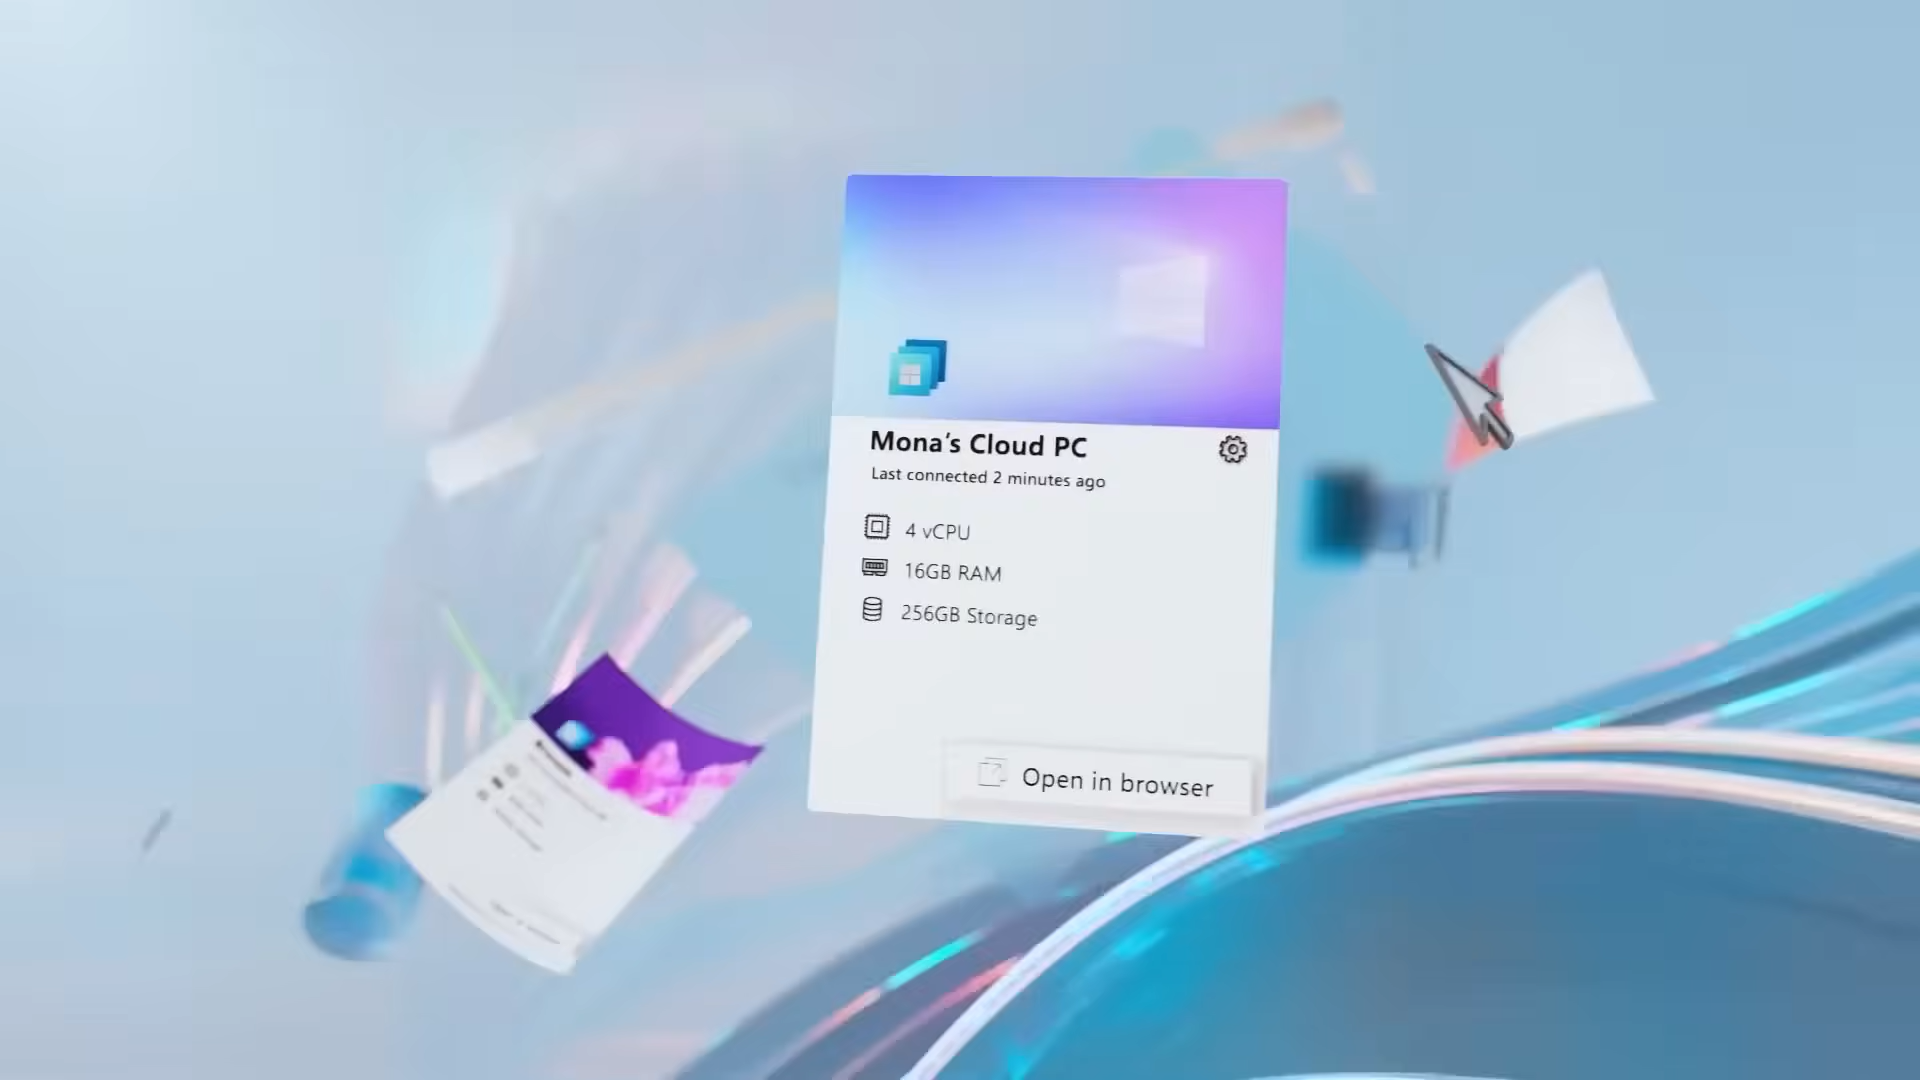 Mona's Cloud PC
Last connected 2 minutes ago
4 vCPU
16GB RAM
256GB Storage
Open in browser